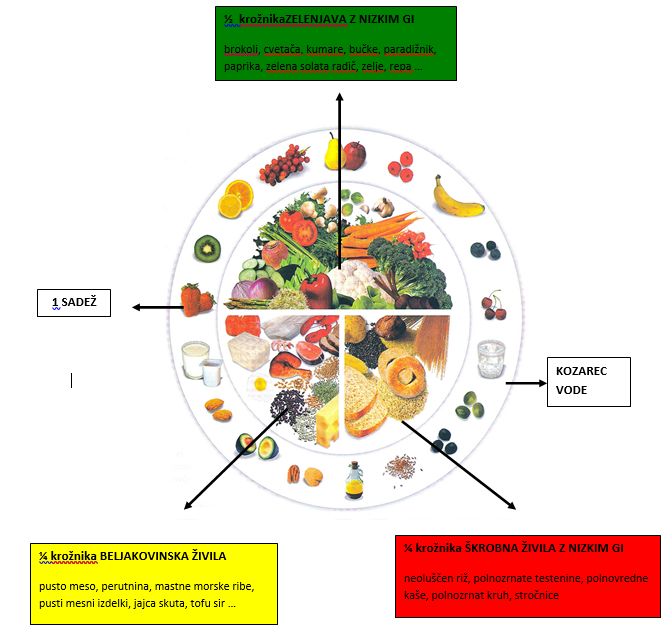 ½ krožnikaZELENJAVA Z NIZKIM GI
brokoli, cvetača, kumare, bučke, paradižnik,
paprika, zelena solata radič, zelje, repa ...
1 SADEŽ
KOZAREC
VODE
¼ krožnika BELJAKOVINSKA ŽIVILA
pusto meso, perutnina, mastne morske ribe,
pusti mesni izdelki, jajca skuta, tofu sir ...
¼ krožnika ŠKROBNA ŽIVILA Z NIZKIM GI
neoluščen riž, polnozrnate testenine, polnovredne
kaše, polnozrnat kruh, stročnice